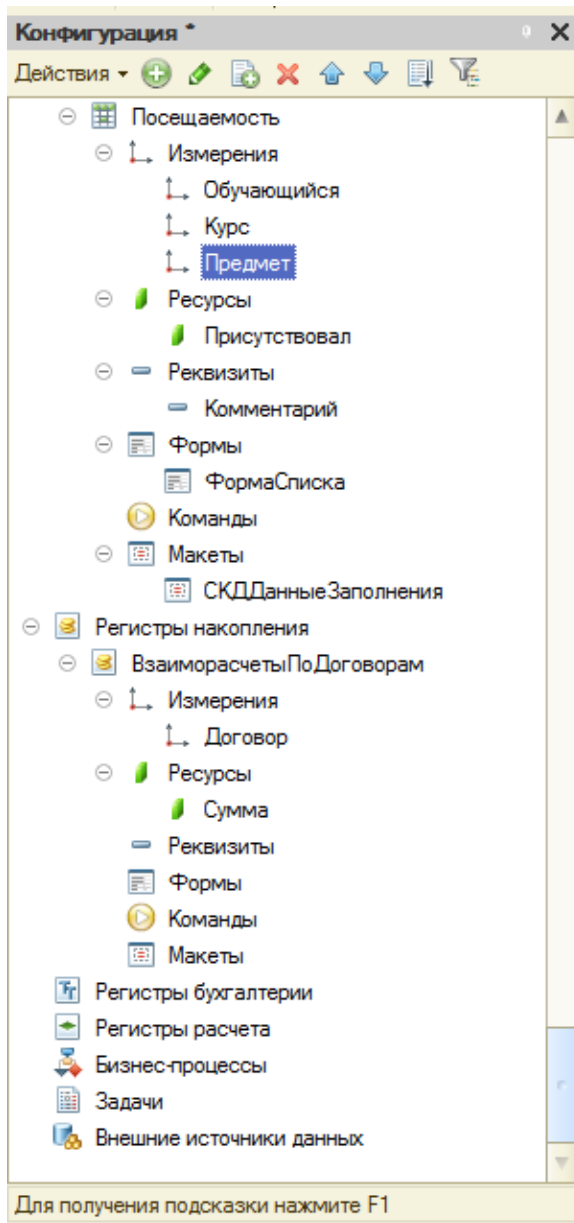 Конфигурация *
Действия
Посещаемость
Измерения
Обучающийся
Курс
Предмет
Ресурсы
Присутствовал
Реквизиты
Комментарий
Формы
ФормаСписка
Команды
Макеты
СКДДанныеЗаполнения
Регистры накопления
ВзаиморасчетыПоДоговорам
Измерения
Договор
Ресурсы
Сумма
Реквизиты
Формы
Команды
Макеты
Регистры бухгалтерии
Регистры расчета
Бизнес-процессы
Задачи
Внешние источники данных
Для получения подсказки нажмите F1